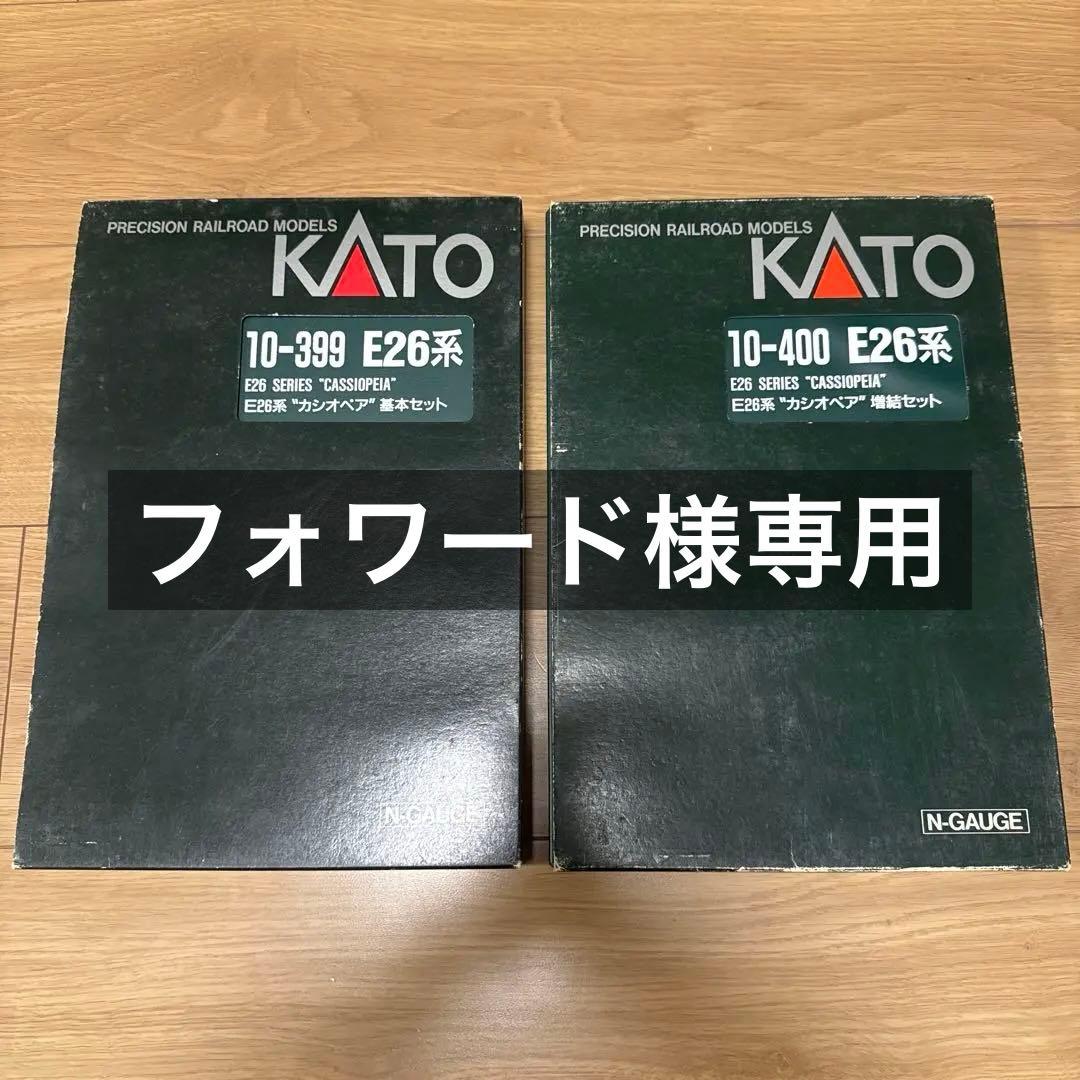 PRECISION RAILROAD MODELS
KATO
10-399 E26系
E26 SERIES "CASSIOPEIA"
E26系 "カシオペア" 基本セット
N-GAUGE
PRECISION RAILROAD MODELS
KATO
10-400 E26系
E26 SERIES "CASSIOPEIA"
E26系 "カシオペア" 増結セット
N-GAUGE
フォワード様専用